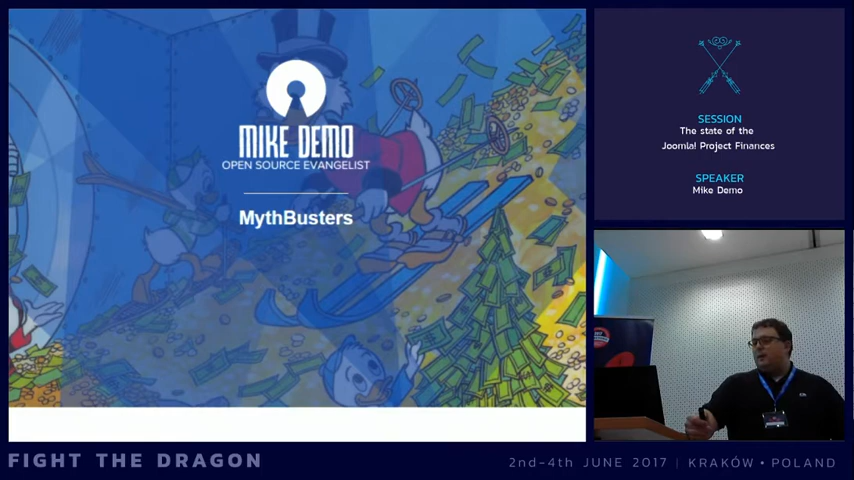 MIKE DEMO
OPEN SOURCE EVANGELIST
MythBusters
SESSION
The state of the
Joomla! Project Finances
SPEAKER
Mike Demo
FIGHT THE DRAGON
2nd-4th JUNE 2017 | KRAKÓW • POLAND